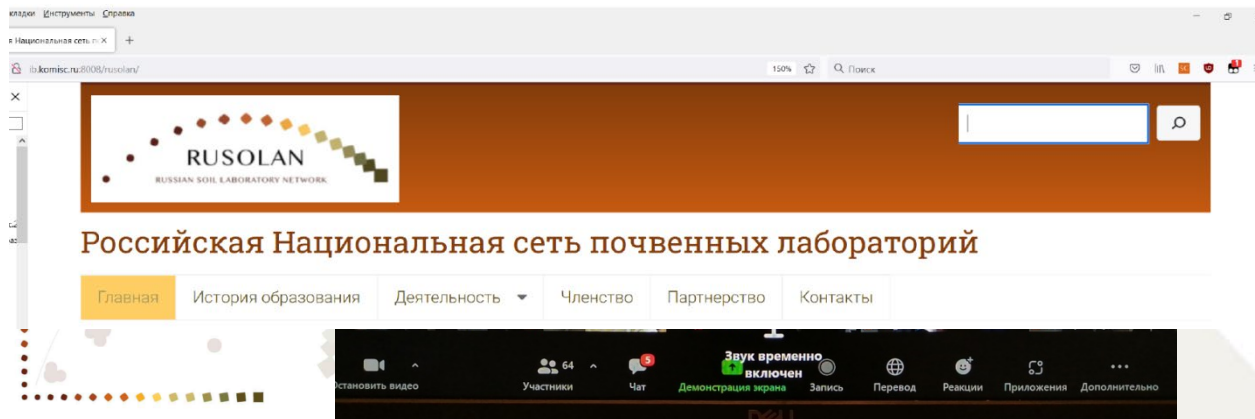 кладки Инструменты Справка
я Национальная сеть п ×
ib.komisc.ru:8008/rusolan/
150%
Поиск
RUSOLAN
RUSSIAN SOIL LABORATORY NETWORK
Российская Национальная сеть почвенных лабораторий
Главная История образования Деятельность Членство Партнерство Контакты
Звук временно включен
64
5
Остановить видео Участники Чат Демонстрация экрана Запись Перевод Реакции Приложения Дополнительно
DELL